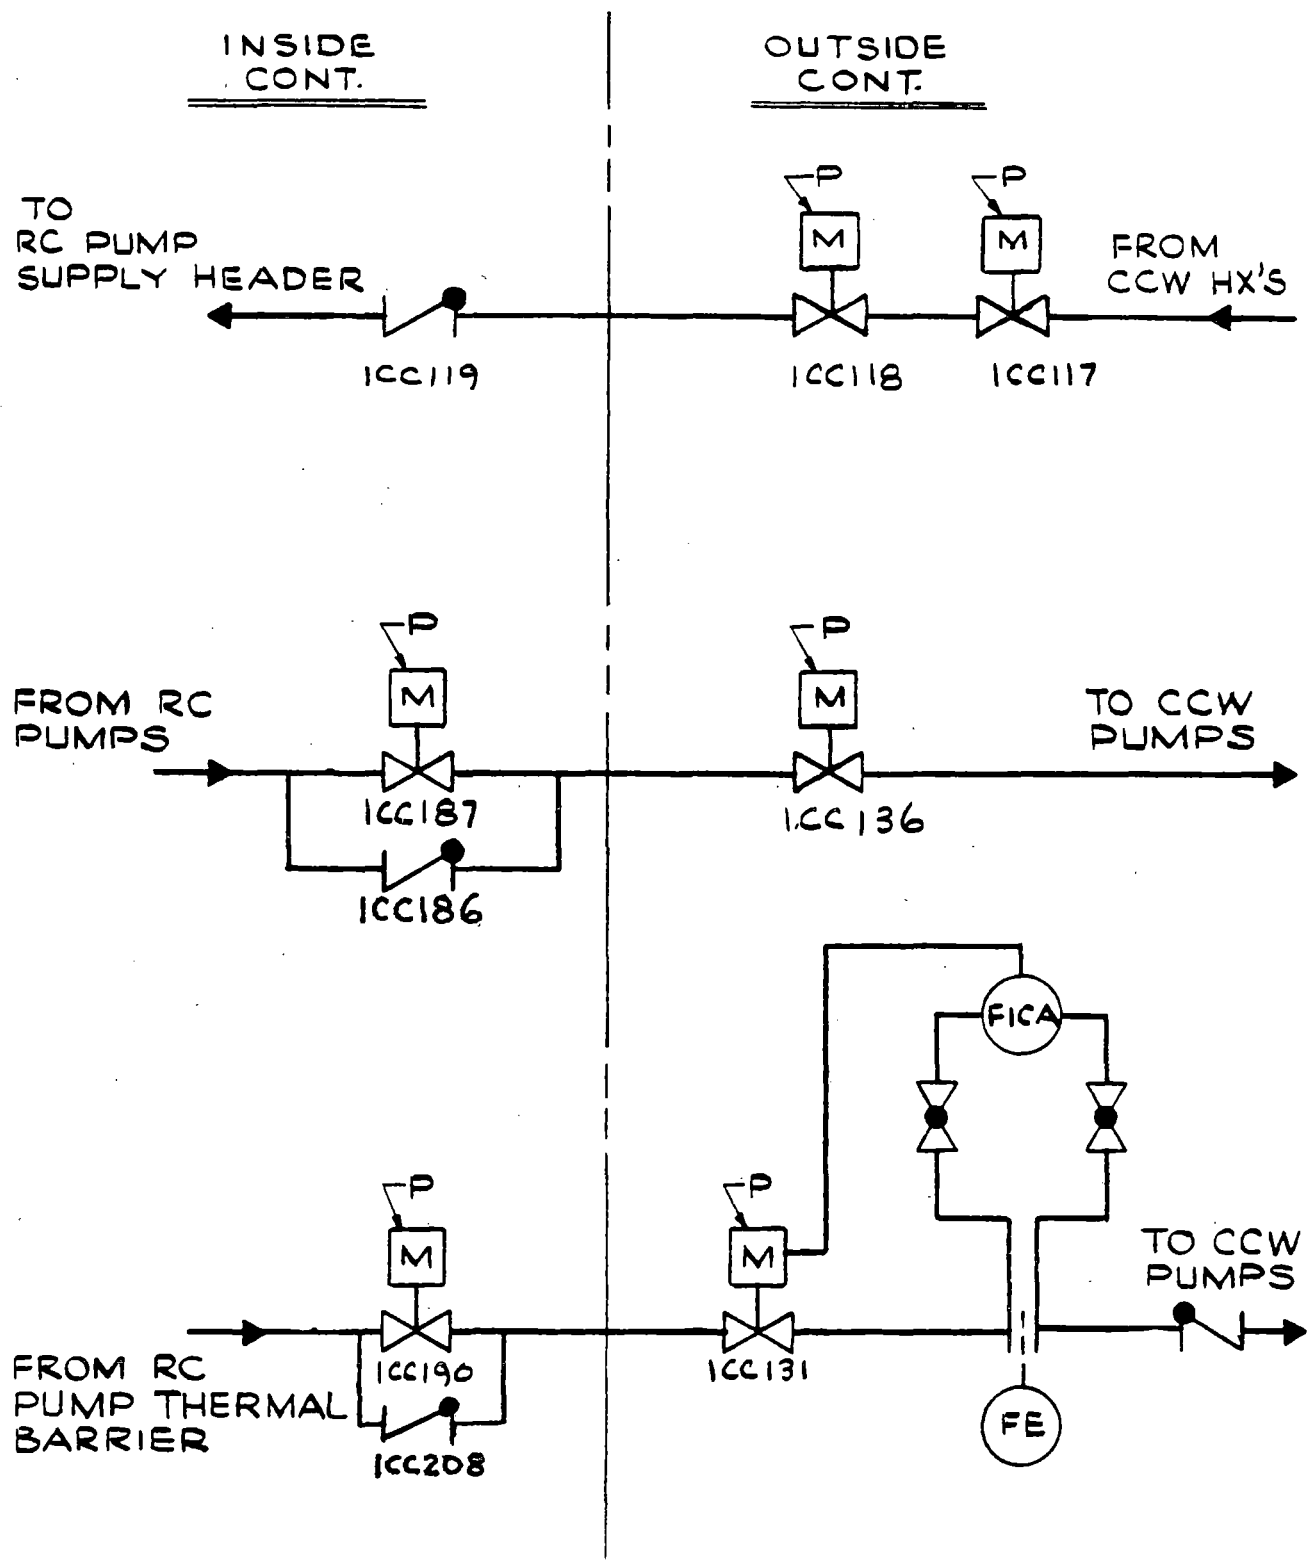 INSIDE
CONT.
OUTSIDE
CONT.
TO
RC PUMP
SUPPLY HEADER
P
M
P
M
FROM
CCW HX'S
1CC119
1CC118
1CC117
FROM RC
PUMPS
P
M
P
M
TO CCW
PUMPS
1CC187
1CC136
1CC186
FICA
P
M
P
M
TO CCW
PUMPS
FROM RC
PUMP THERMAL
BARRIER
1CC190
1CC131
1CC208
FE